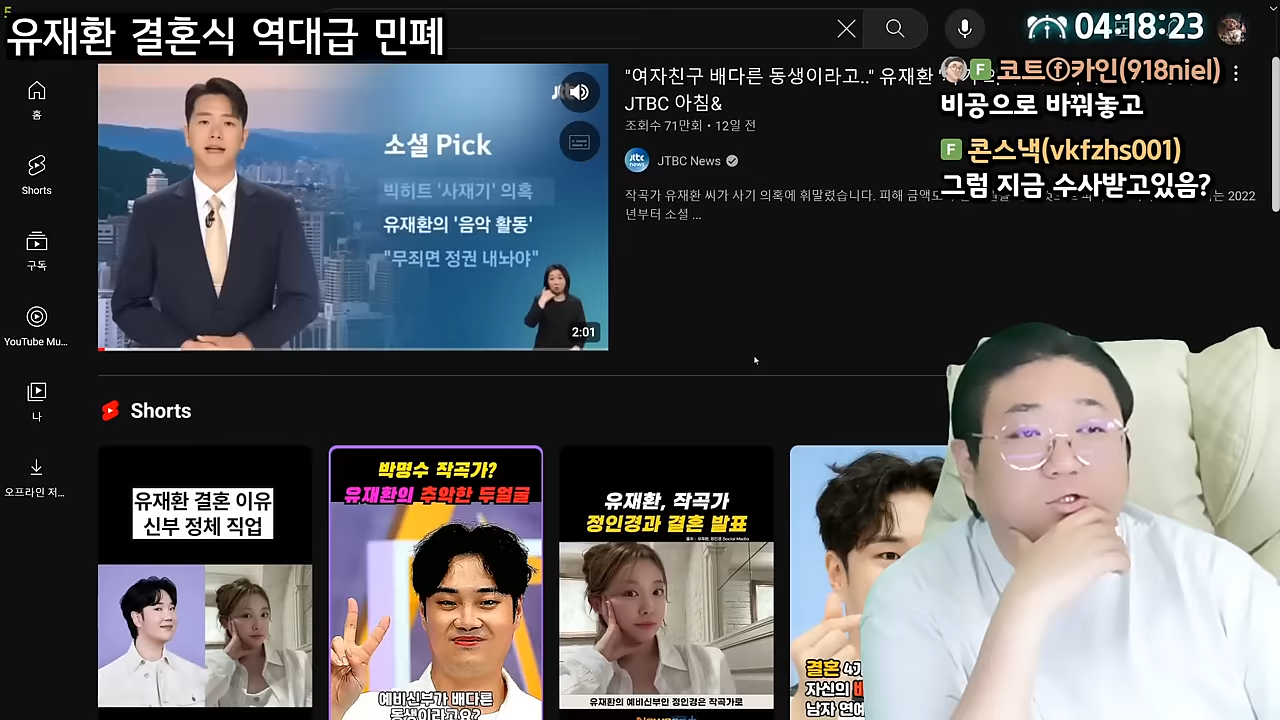 유재환 결혼식 역대급 민폐
04:18:23
F 코트ⓕ카인(918niel)
비공으로 바꿔놓고
F 콘스낵(vkfzhs001)
그럼 지금 수사받고있음?
홈
Shorts
구독
YouTube Mu...
나
오프라인 저...
소셜 Pick
빅히트 '사재기' 의혹
유재환의 '음악 활동'
"무죄면 정권 내놔야"
2:01
"여자친구 배다른 동생이라고.." 유재환
JTBC 아침&
조회수 71만회 • 12일 전
JTBC News
작곡가 유재환 씨가 사기 의혹에 휘말렸습니다. 피해 금액도
는 2022
년부터 소셜 ...
Shorts
유재환 결혼 이유
신부 정체 직업
박명수 작곡가?
유재환의 추악한 두얼굴
예비신부가 배다른
동생이라고요?
유재환, 작곡가
정인경과 결혼 발표
유재환의 예비신부인 정인경은 작곡가로
결혼
자신의
남자 연예